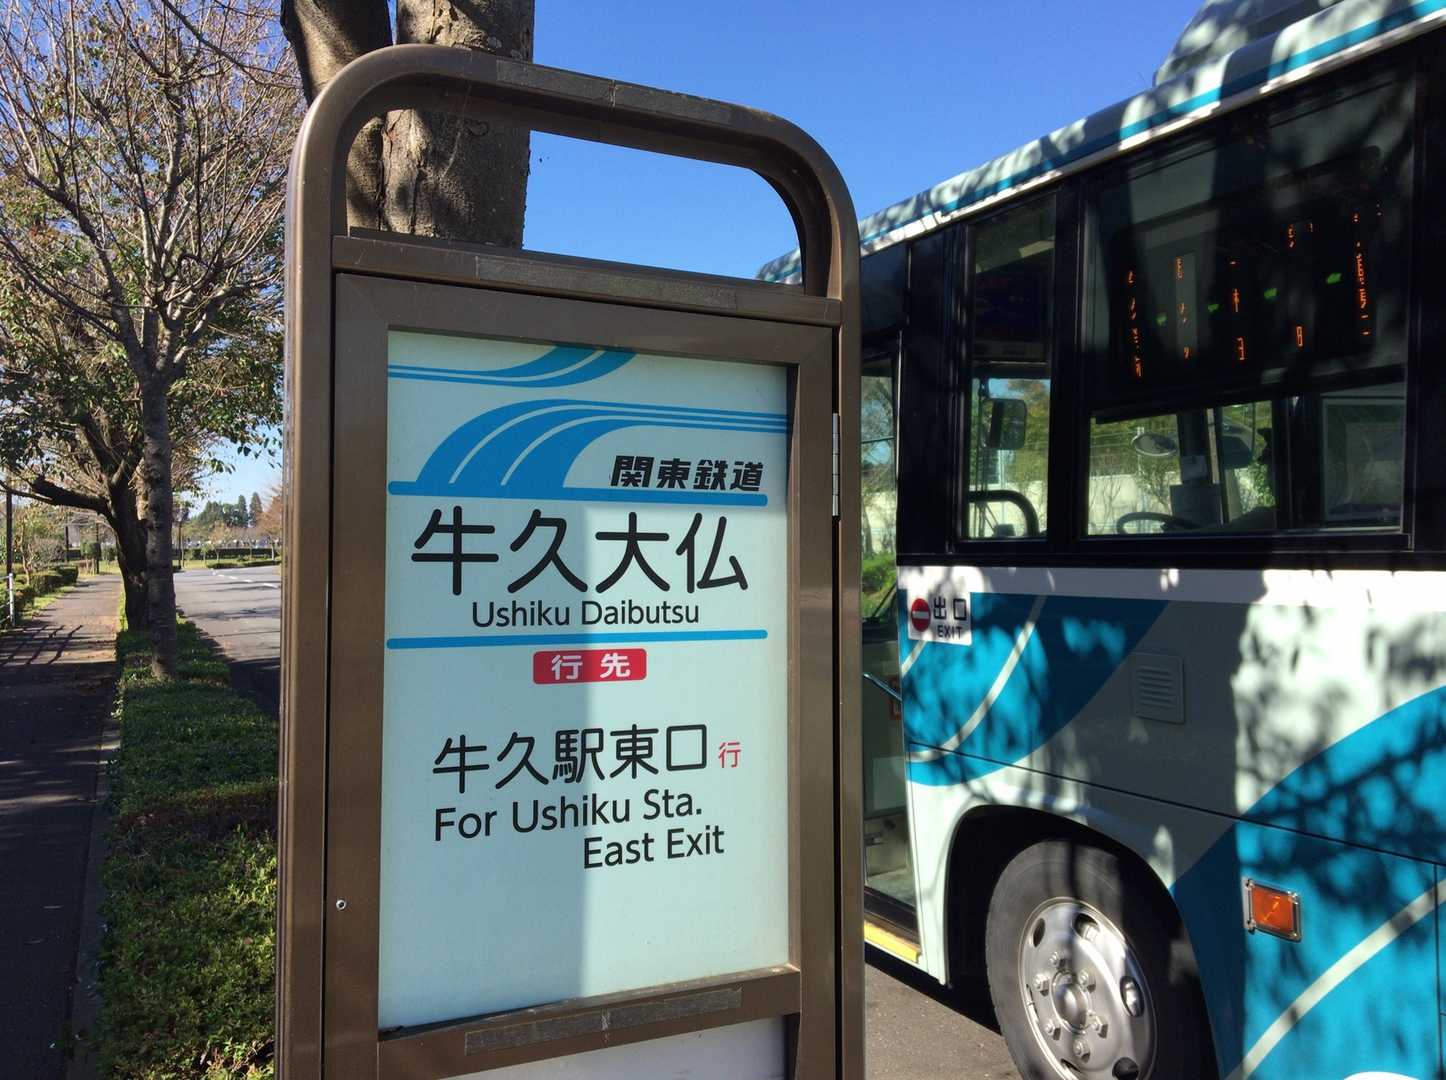 関東鉄道
牛久大仏
Ushiku Daibutsu
行先
牛久駅東口行
For Ushiku Sta.
East Exit
出口
EXIT